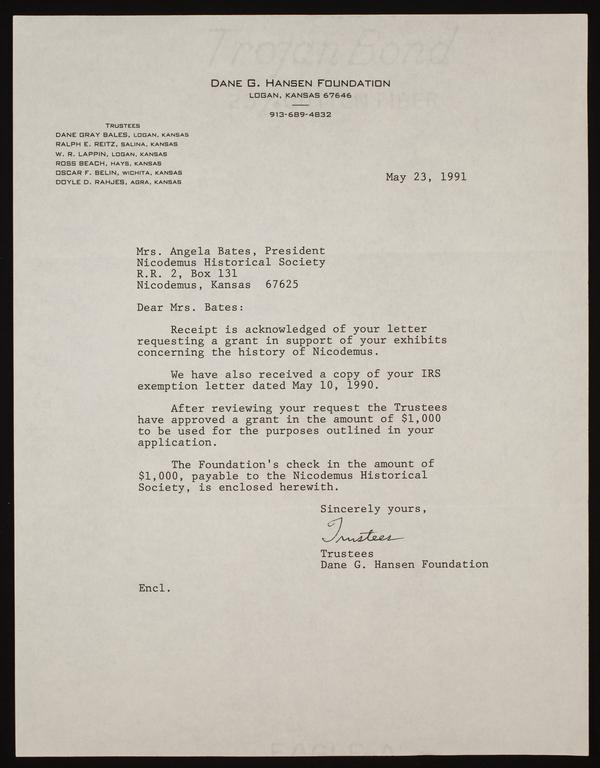 Trojan Bond
DANE G. HANSEN FOUNDATION
LOGAN, KANSAS 67646
913-689-4832
TRUSTEES
DANE GRAY BALES, LOGAN, KANSAS
RALPH E. REITZ, SALINA, KANSAS
W. R. LAPPIN, LOGAN, KANSAS
ROSS BEACH, HAYS, KANSAS
OSCAR F. BELIN, WICHITA, KANSAS
DOYLE D. RAHJES, AGRA, KANSAS
May 23, 1991
Mrs. Angela Bates, President
Nicodemus Historical Society
R.R. 2, Box 131
Nicodemus, Kansas 67625
Dear Mrs. Bates:
Receipt is acknowledged of your letter
requesting a grant in support of your exhibits
concerning the history of Nicodemus.
We have also received a copy of your IRS
exemption letter dated May 10, 1990.
After reviewing your request the Trustees
have approved a grant in the amount of $1,000
to be used for the purposes outlined in your
application.
The Foundation's check in the amount of
$1,000, payable to the Nicodemus Historical
Society, is enclosed herewith.
Sincerely yours,
Trustees
Trustees
Dane G. Hansen Foundation
Encl.
EAGLE-A